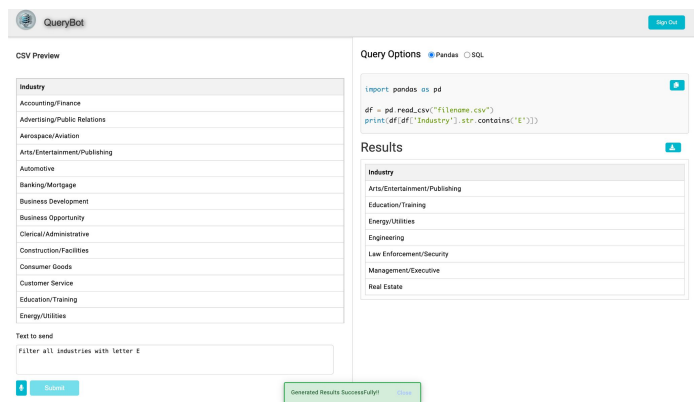 QueryBot
Sign Out
CSV Preview
Industry
Accounting/Finance
Advertising/Public Relations
Aerospace/Aviation
Arts/Entertainment/Publishing
Automotive
Banking/Mortgage
Business Development
Business Opportunity
Clerical/Administrative
Construction/Facilities
Consumer Goods
Customer Service
Education/Training
Energy/Utilities
Text to send
Filter all industries with letter E
Submit
Query Options Pandas SQL
import pandas as pd
df = pd.read_csv("filename.csv")
print(df[df['Industry'].str.contains('E')])
Results
Industry
Arts/Entertainment/Publishing
Education/Training
Energy/Utilities
Engineering
Law Enforcement/Security
Management/Executive
Real Estate
Generated Results SuccessFully!! Close